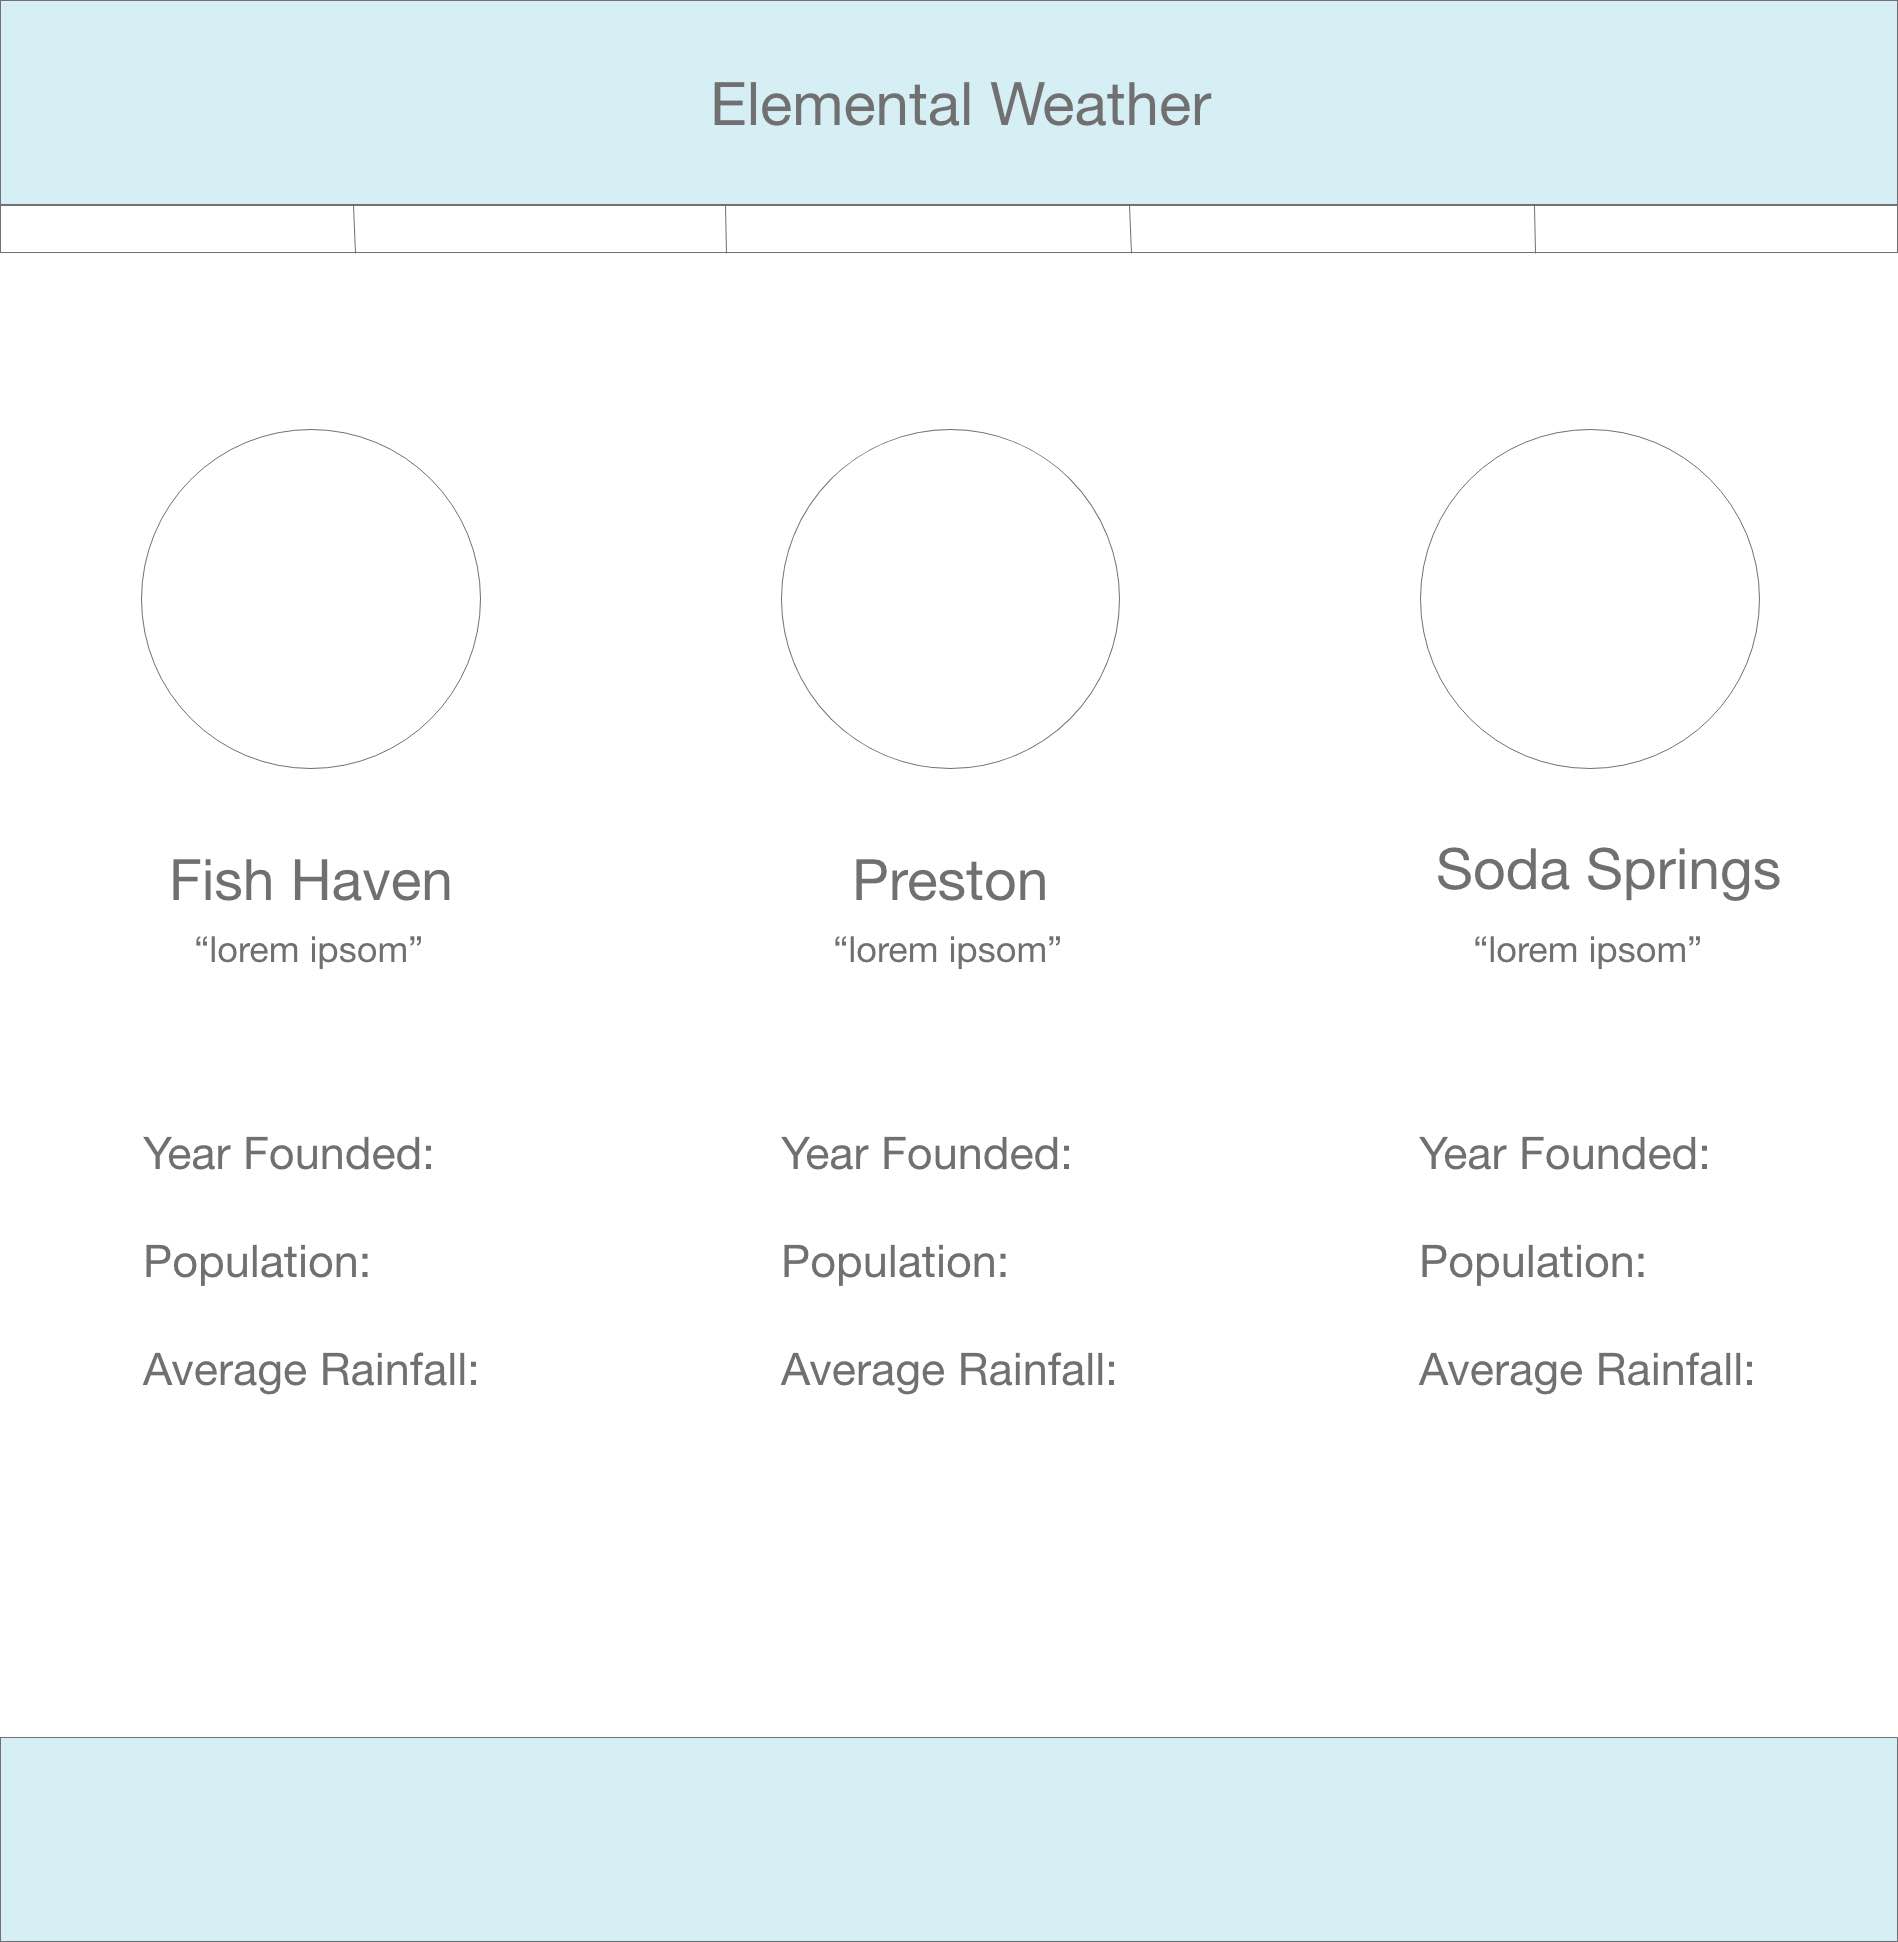 Elemental Weather
Fish Haven
“lorem ipsom”
Year Founded:
Population:
Average Rainfall:
Preston
“lorem ipsom”
Year Founded:
Population:
Average Rainfall:
Soda Springs
“lorem ipsom”
Year Founded:
Population:
Average Rainfall: